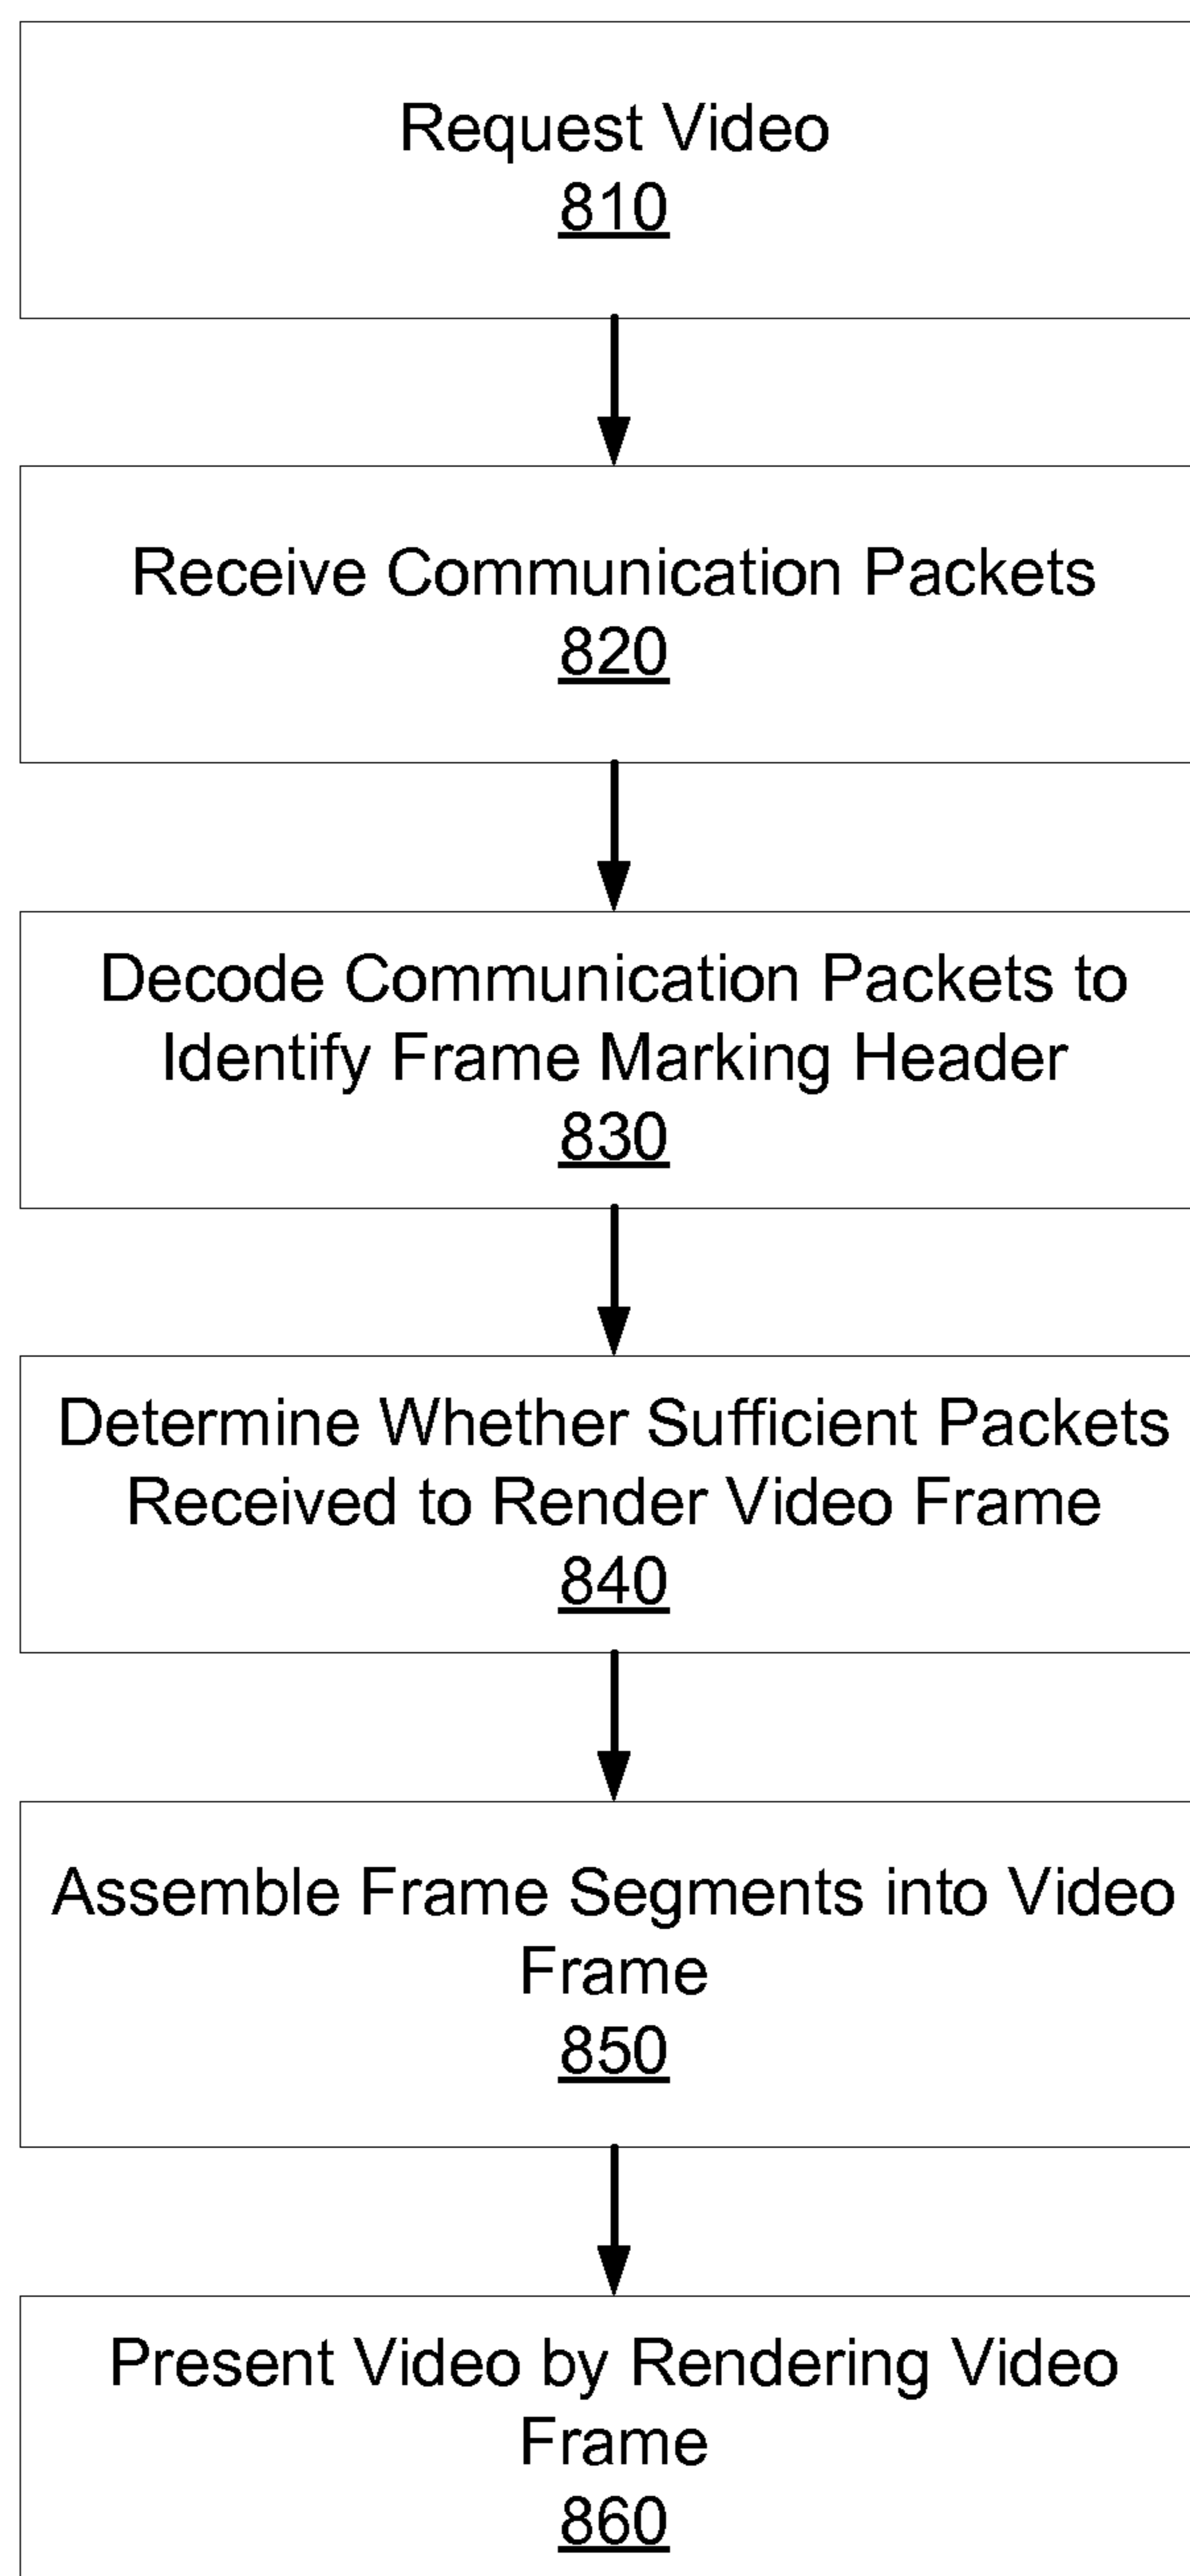 Request Video
810
Receive Communication Packets
820
Decode Communication Packets to
Identify Frame Marking Header
830
Determine Whether Sufficient Packets
Received to Render Video Frame
840
Assemble Frame Segments into Video
Frame
850
Present Video by Rendering Video
Frame
860